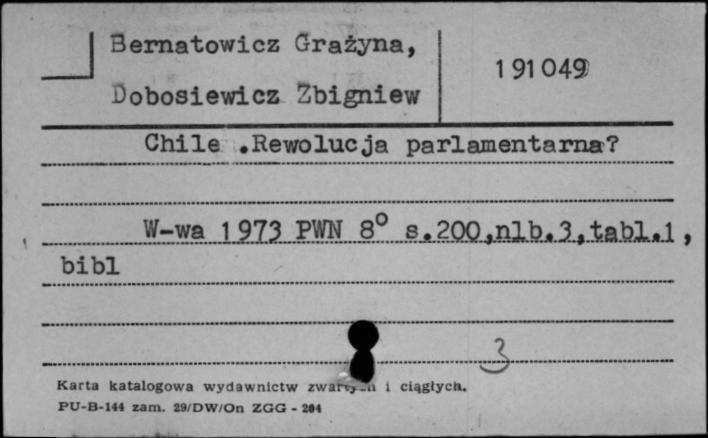 Bernatowicz Grażyna,
191049
Dobosiewicz Zbigniew
Chile .Rewolucja parlamentarna?
W-wa 1973 PWN 8° s.200,nlb.3,tabl.1,
bibl
3
Karta katalogowa wydawnictw zwartych i ciągłych.
PU-B-144 zam. 29/DW/On ZGG - 204